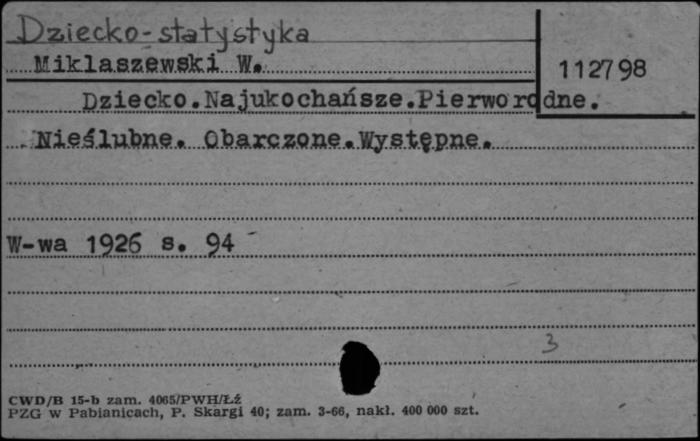 Dziecko-statystyka
Miklaszewski W.
112798
Dziecko.Najukochańsze.Pierworodne.
Nieślubne. Obarczone.Występne.
W-wa 1926 s. 94
3
CWD/B 15-b zam. 4065/PWH/Łź
PZG w Pabianicach, P. Skargi 40; zam. 3-66, nakł. 400 000 szt.